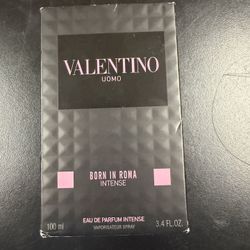 VALENTINO
UOMO
BORN IN ROMA
INTENSE
EAU DE PARFUM INTENSE
VAPORISATEUR SPRAY
100 ml
3.4 FL.OZ.